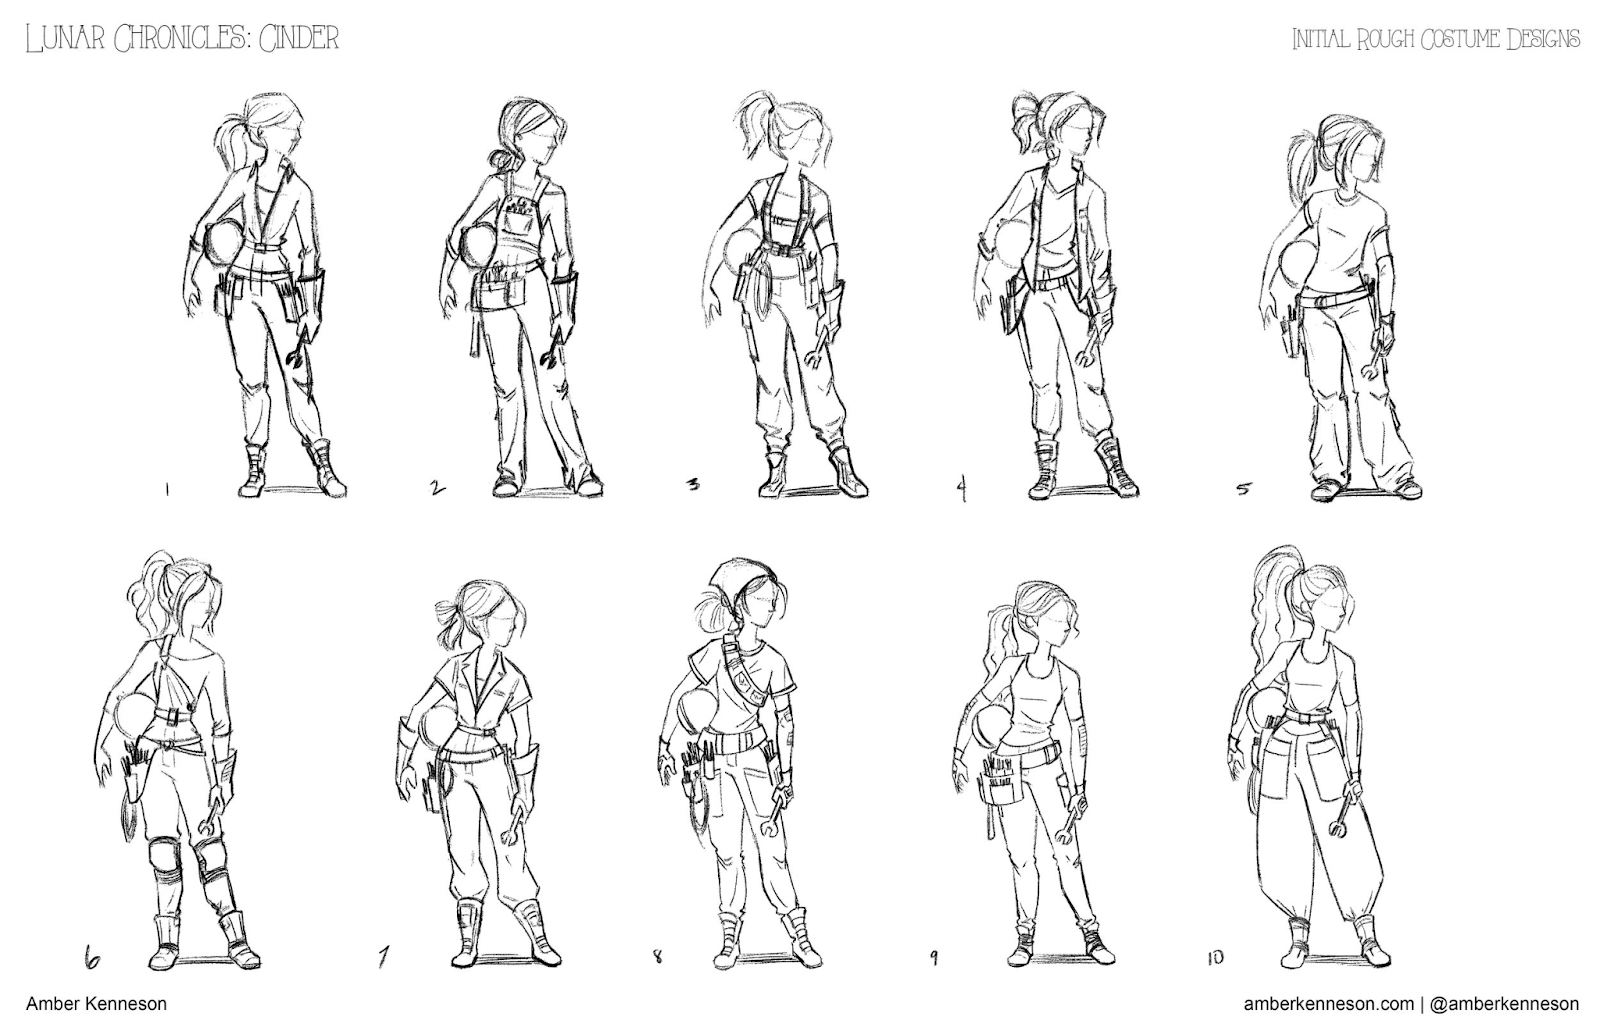 Lunar Chronicles: Cinder
Initial Rough Costume Designs
1
2
3
4
5
6
7
8
9
10
Amber Kenneson
amberkenneson.com | @amberkenneson